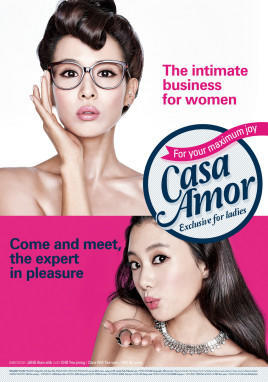 The intimate
business
for women
For your maximum joy
Casa
Amor
Exclusive for ladies
Come and meet,
the expert
in pleasure